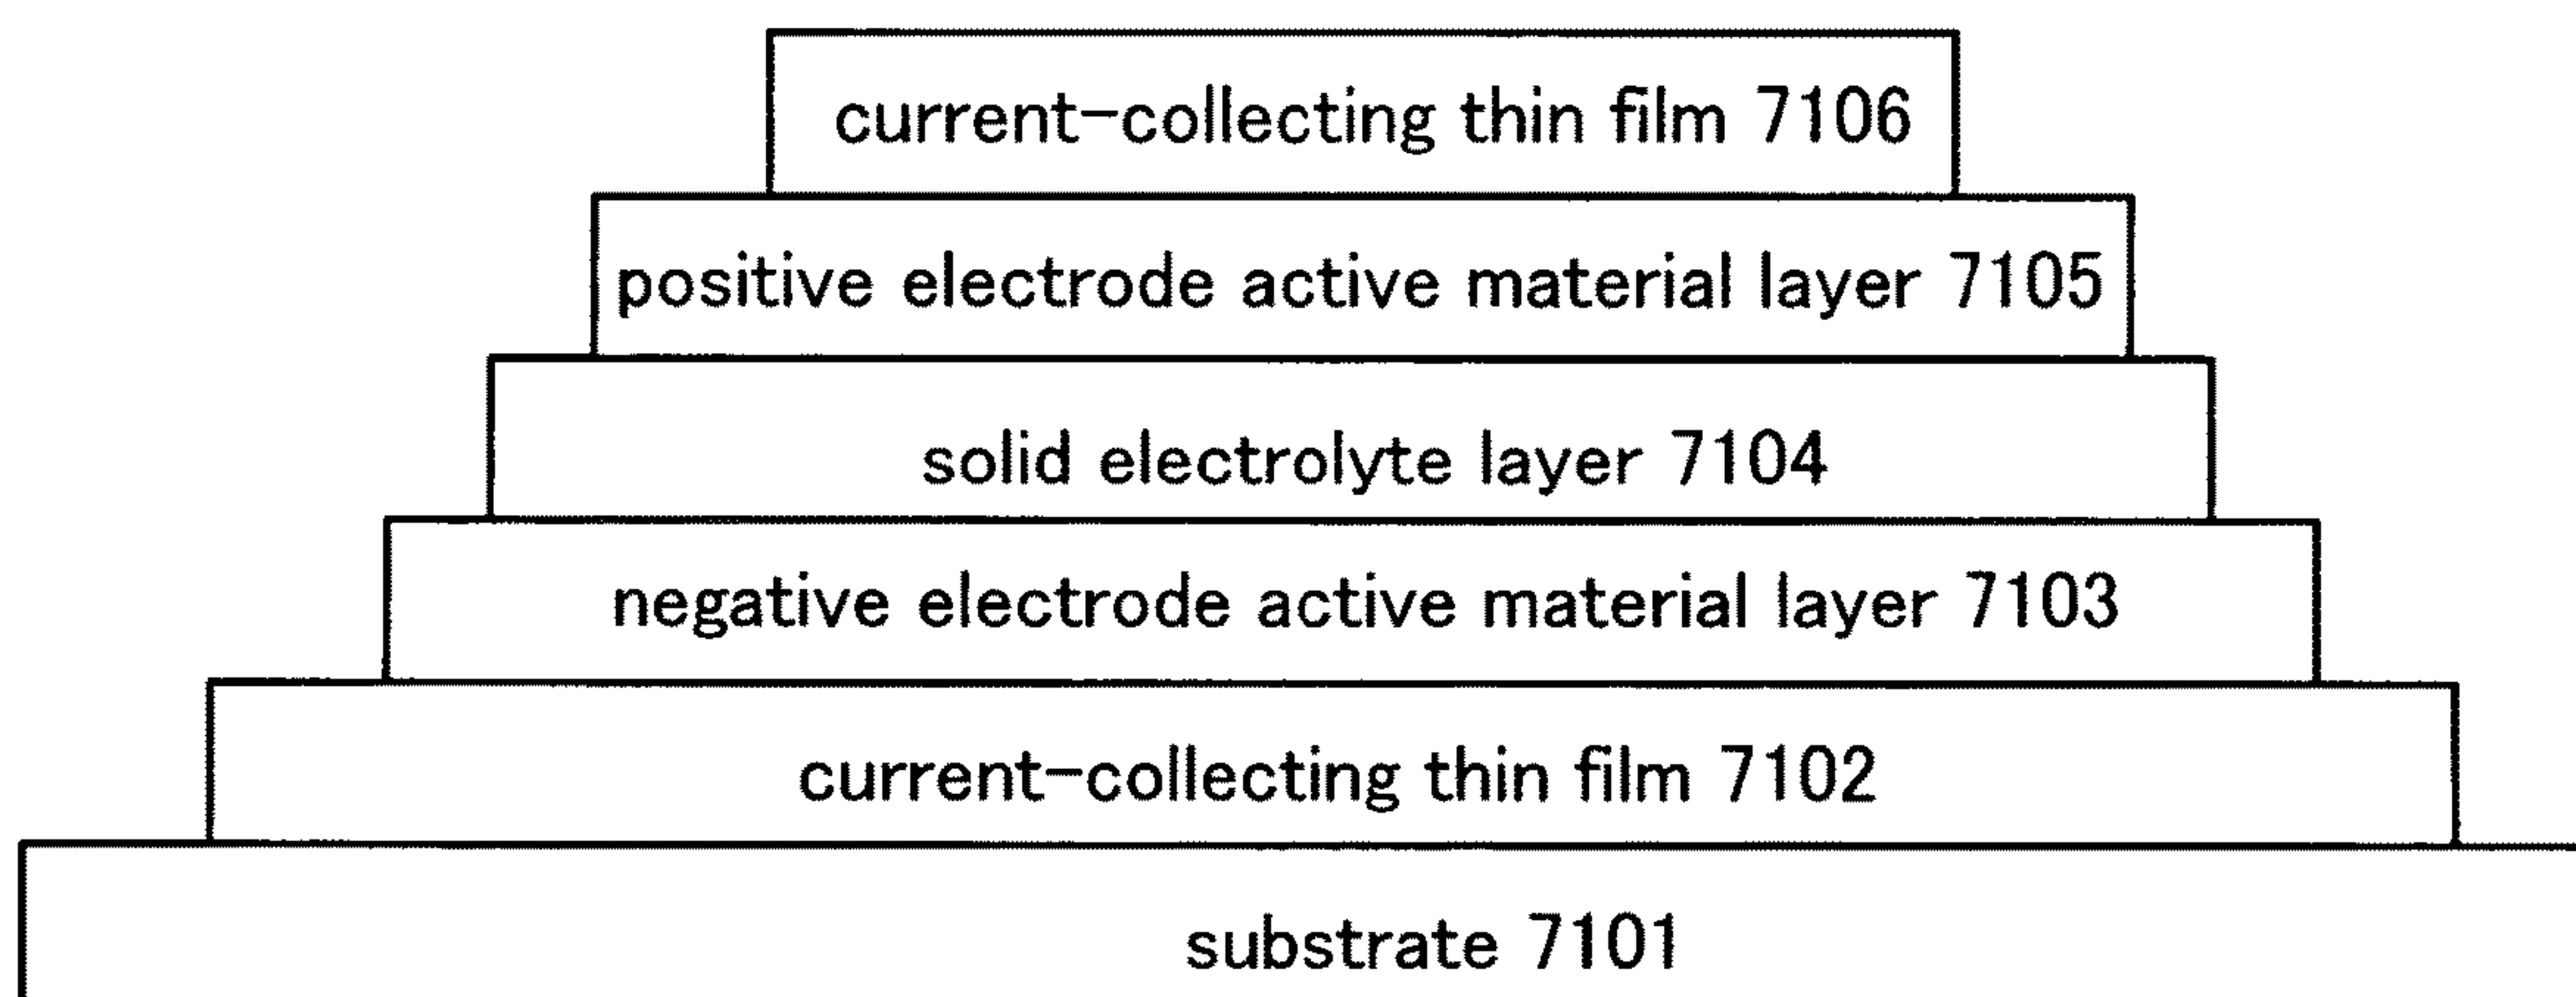 current-collecting thin film 7106
positive electrode active material layer 7105
solid electrolyte layer 7104
negative electrode active material layer 7103
current-collecting thin film 7102
substrate 7101